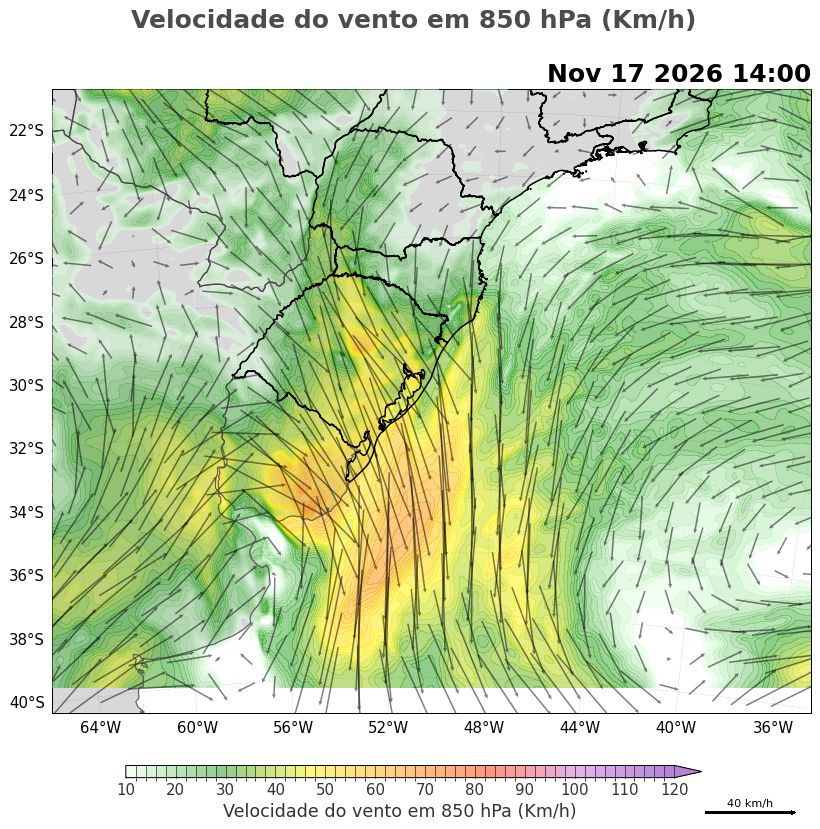 Velocidade do vento em 850 hPa (Km/h)
Nov 17 2026 14:00
22°S
24°S
26°S
28°S
30°S
32°S
34°S
36°S
38°S
40°S
64°W 60°W 56°W 52°W 48°W 44°W 40°W 36°W
10 20 30 40 50 60 70 80 90 100 110 120
Velocidade do vento em 850 hPa (Km/h)
40 km/h